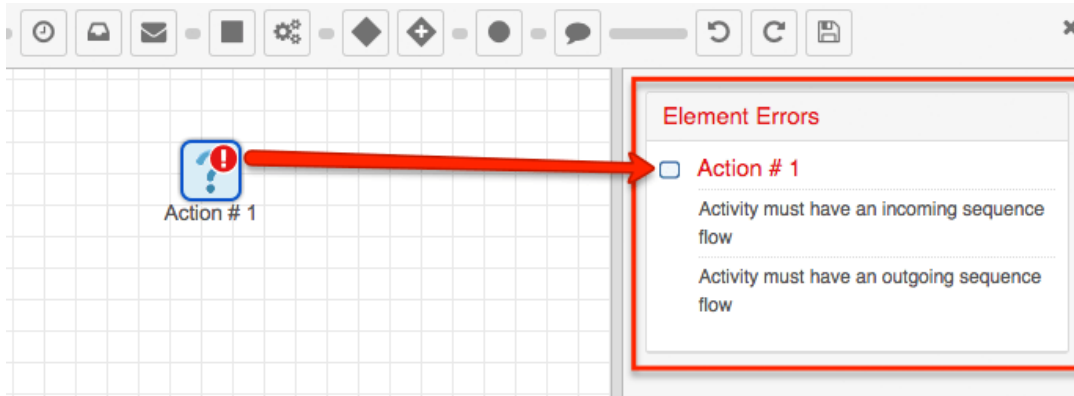 Element Errors
Action # 1
Action # 1
Activity must have an incoming sequence
flow
Activity must have an outgoing sequence
flow